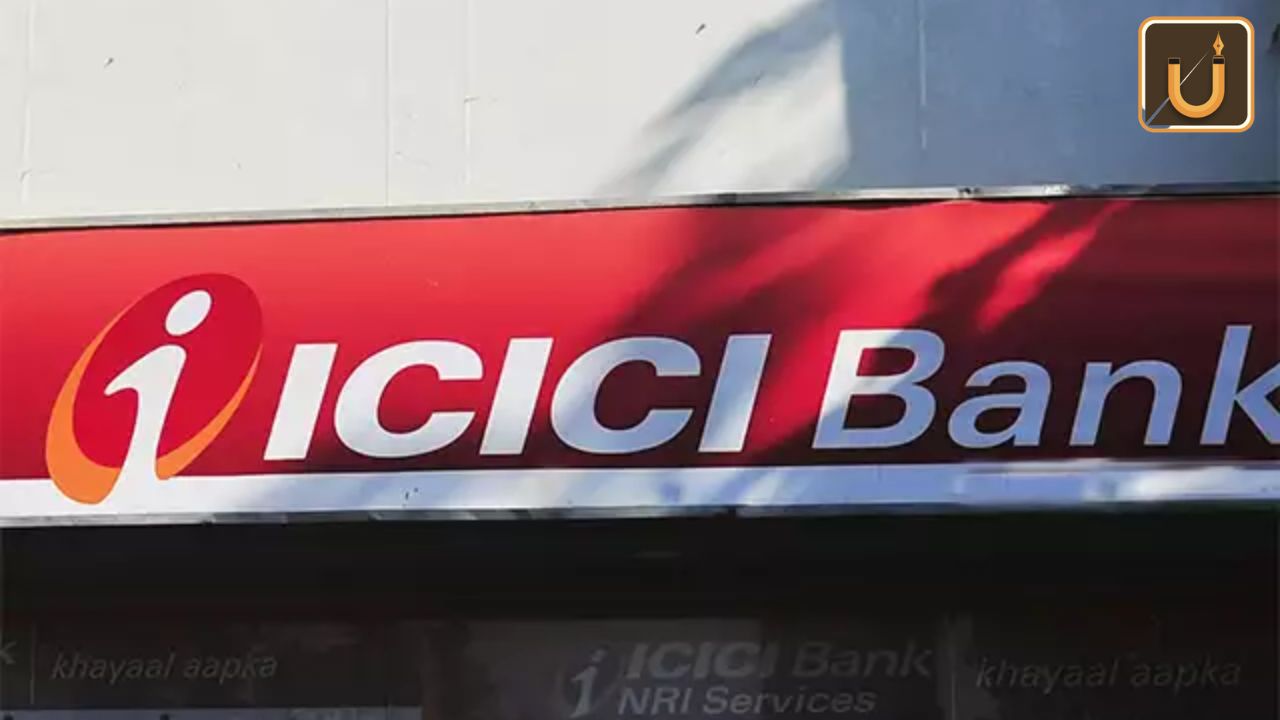 i ICICI Bank
khayaal aapka
i ICICI Bank
NRI Services
khayaal aapka